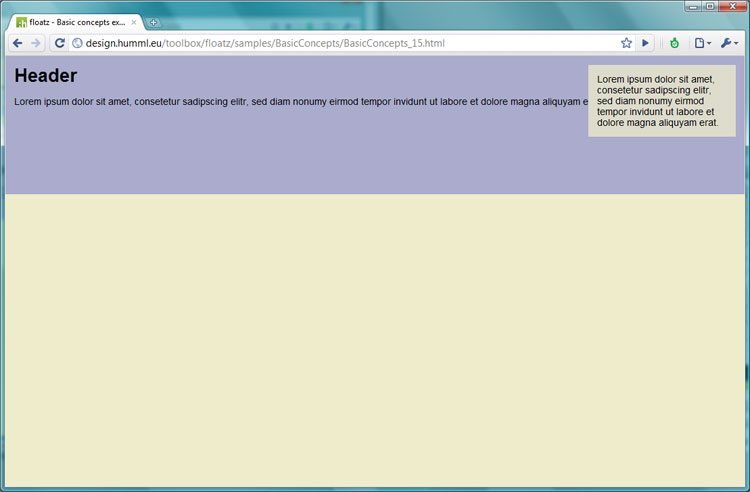 floatz - Basic concepts ex...
design.humml.eu/toolbox/floatz/samples/BasicConcepts/BasicConcepts_15.html
Header
Lorem ipsum dolor sit amet, consetetur sadipscing elitr, sed diam nonumy eirmod tempor invidunt ut labore et dolore magna aliquyam e
Lorem ipsum dolor sit amet,
consetetur sadipscing elitr,
sed diam nonumy eirmod
tempor invidunt ut labore et
dolore magna aliquyam erat.